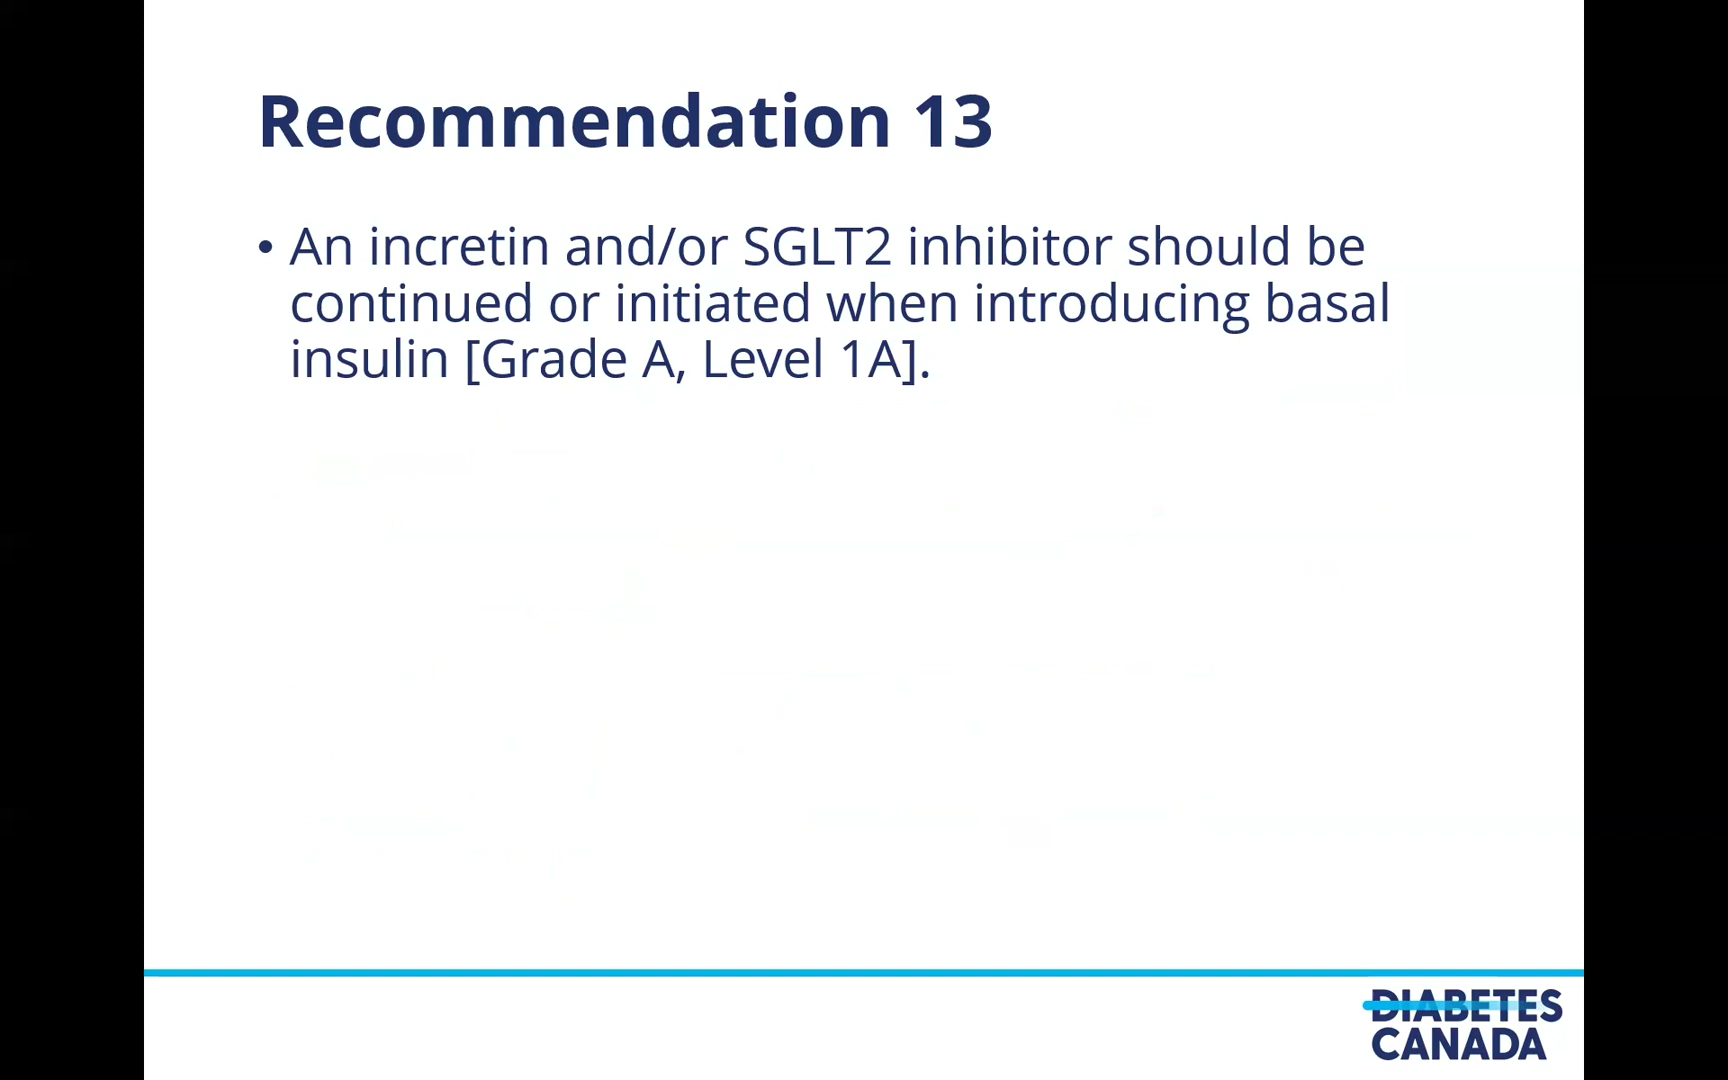 Recommendation 13
• An incretin and/or SGLT2 inhibitor should be
continued or initiated when introducing basal
insulin [Grade A, Level 1A].
DIABETES
CANADA